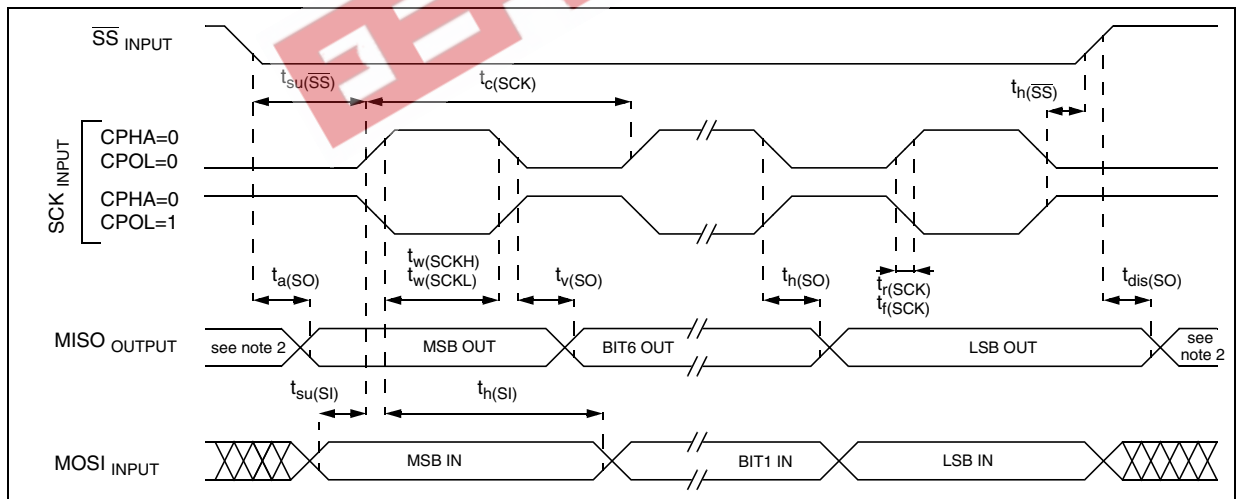 SS INPUT
tsu(SS)
tc(SCK)
th(SS)
SCK INPUT
CPHA=0
CPOL=0
CPHA=0
CPOL=1
ta(SO)
tw(SCKH)
tw(SCKL)
tv(SO)
th(SO)
tr(SCK)
tf(SCK)
tdis(SO)
MISO OUTPUT
see note 2
MSB OUT
BIT6 OUT
LSB OUT
see
note 2
tsu(SI)
th(SI)
MOSI INPUT
MSB IN
BIT1 IN
LSB IN